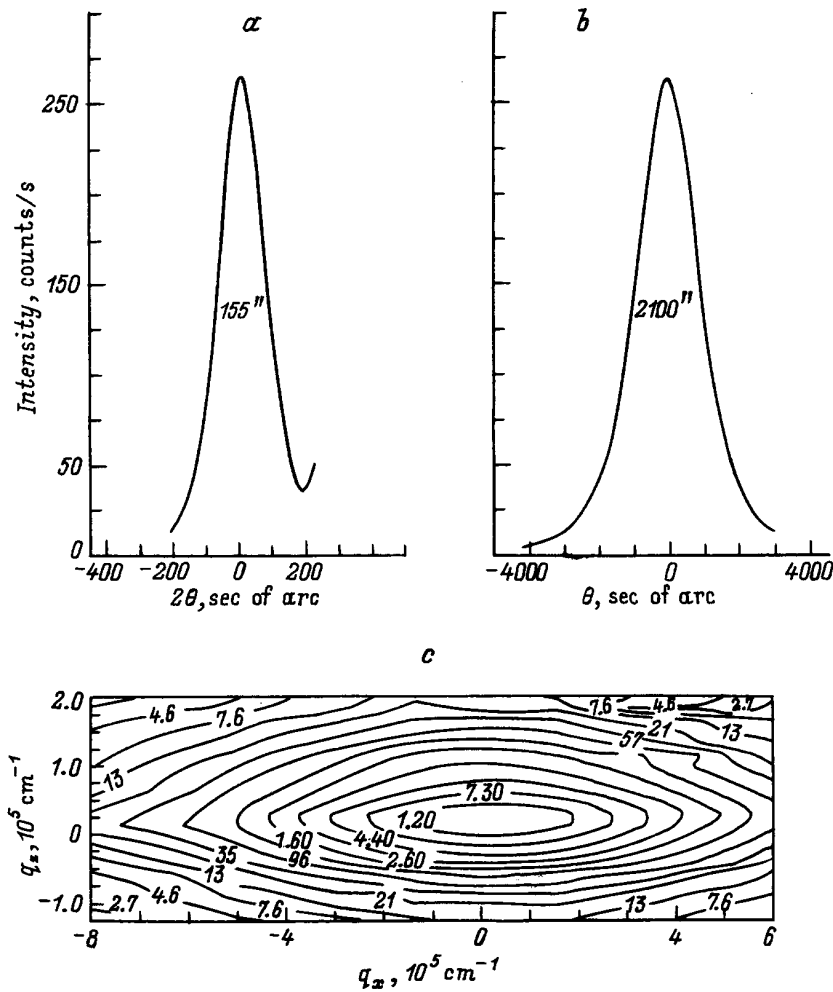 a
b
250
150
50
0
Intensity, counts/s
155"
2100"
-400 -200 0 200
2θ, sec of arc
-4000 0 4000
θ, sec of arc
c
2.0
1.0
0
-1.0
q_z, 10^5 cm^-1
4.6 7.6 7.6 4.6 2.7
13 57 21 13
7.30
1.20
1.60 4.40
35 96 2.60
13 21 13
2.7 4.6 7.6 7.6
-8 -4 0 4 6
q_x, 10^5 cm^-1